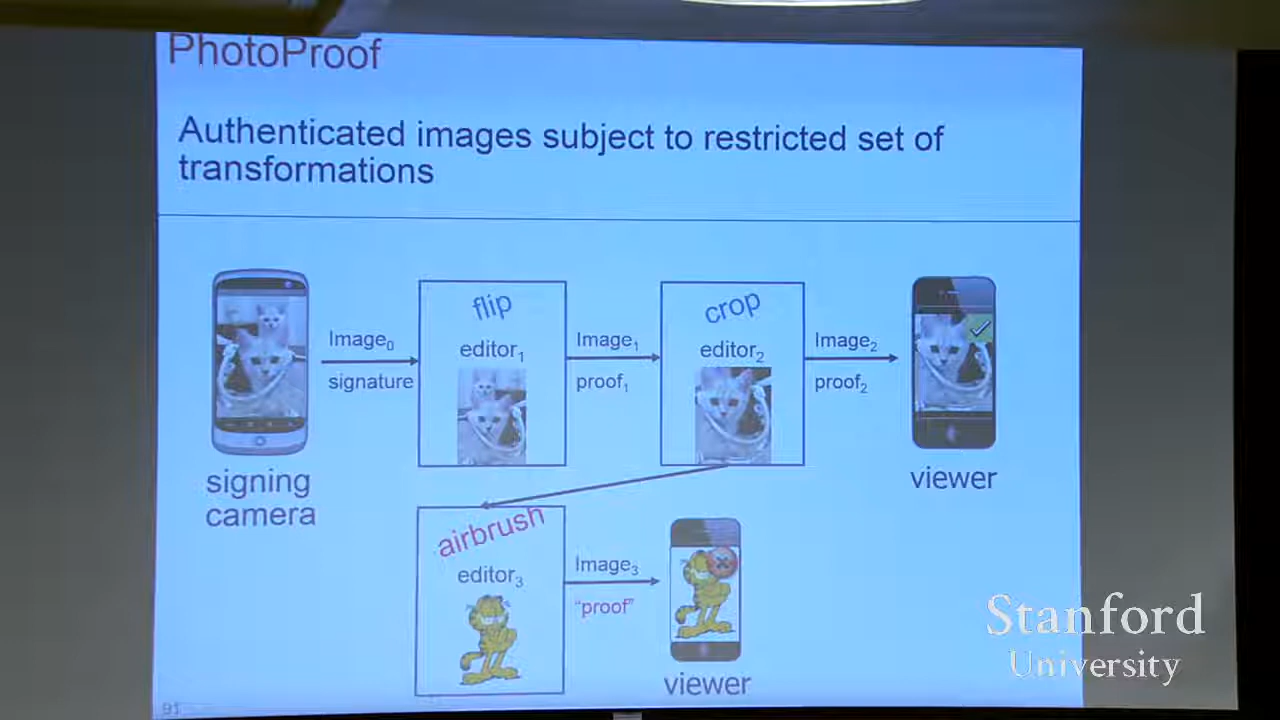 PhotoProof
Authenticated images subject to restricted set of
transformations
flip
crop
Image₀
editor₁
Image₁
editor₂
Image₂
signature
proof₁
proof₂
signing
camera
viewer
airbrush
editor₃
Image₃
"proof"
viewer
Stanford
University
91